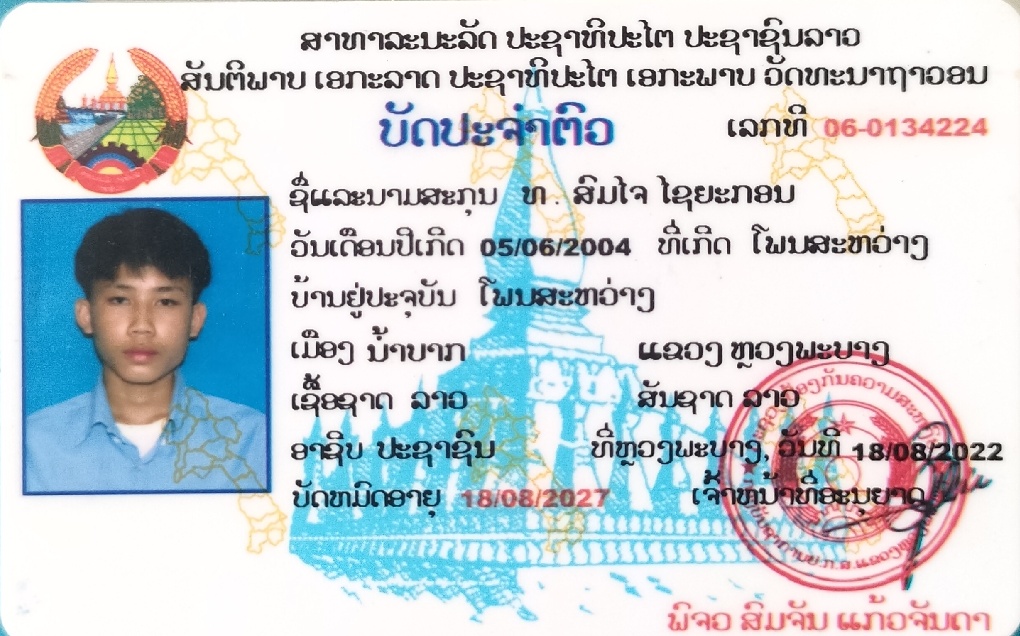 ສາທາລະນະລັດ ປະຊາທິປະໄຕ ປະຊາຊົນລາວ
ສັນຕິພາບ ເອກະລາດ ປະຊາທິປະໄຕ ເອກະພາບ ວັດທະນາຖາວອນ
ບັດປະຈຳຕົວ ເລກທີ 06-0134224
ຊື່ແລະນາມສະກຸນ ທ . ສົມໄຈ ໄຊຍະກອນ
ວັນເດືອນປີເກີດ 05/06/2004 ທີ່ເກີດ ໂພນສະຫວ່າງ
ບ້ານຢູ່ປະຈຸບັນ ໂພນສະຫວ່າງ
ເມືອງ ນ້ຳບາກ ແຂວງ ຫຼວງພະບາງ
ເຊື້ອຊາດ ລາວ ສັນຊາດ ລາວ
ອາຊີບ ປະຊາຊົນ ທີ່ຫຼວງພະບາງ, ວັນທີ 18/08/2022
ບັດຫມົດອາຍຸ 18/08/2027 ເຈົ້າຫນ້າທີ່ອະນຸຍາດ
ພົຈວ ສົມຈັນ ແກ້ວຈັນດາ